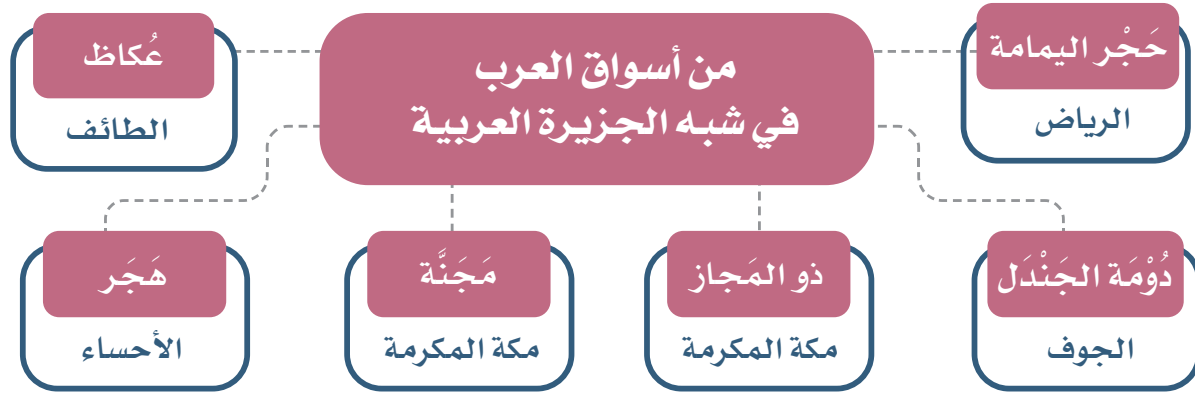 من أسواق العرب
في شبه الجزيرة العربية
حَجْر اليمامة
الرياض
عُكاظ
الطائف
دُوْمَة الجَنْدَل
الجوف
ذو المَجاز
مكة المكرمة
مَجَنَّة
مكة المكرمة
هَجَر
الأحساء